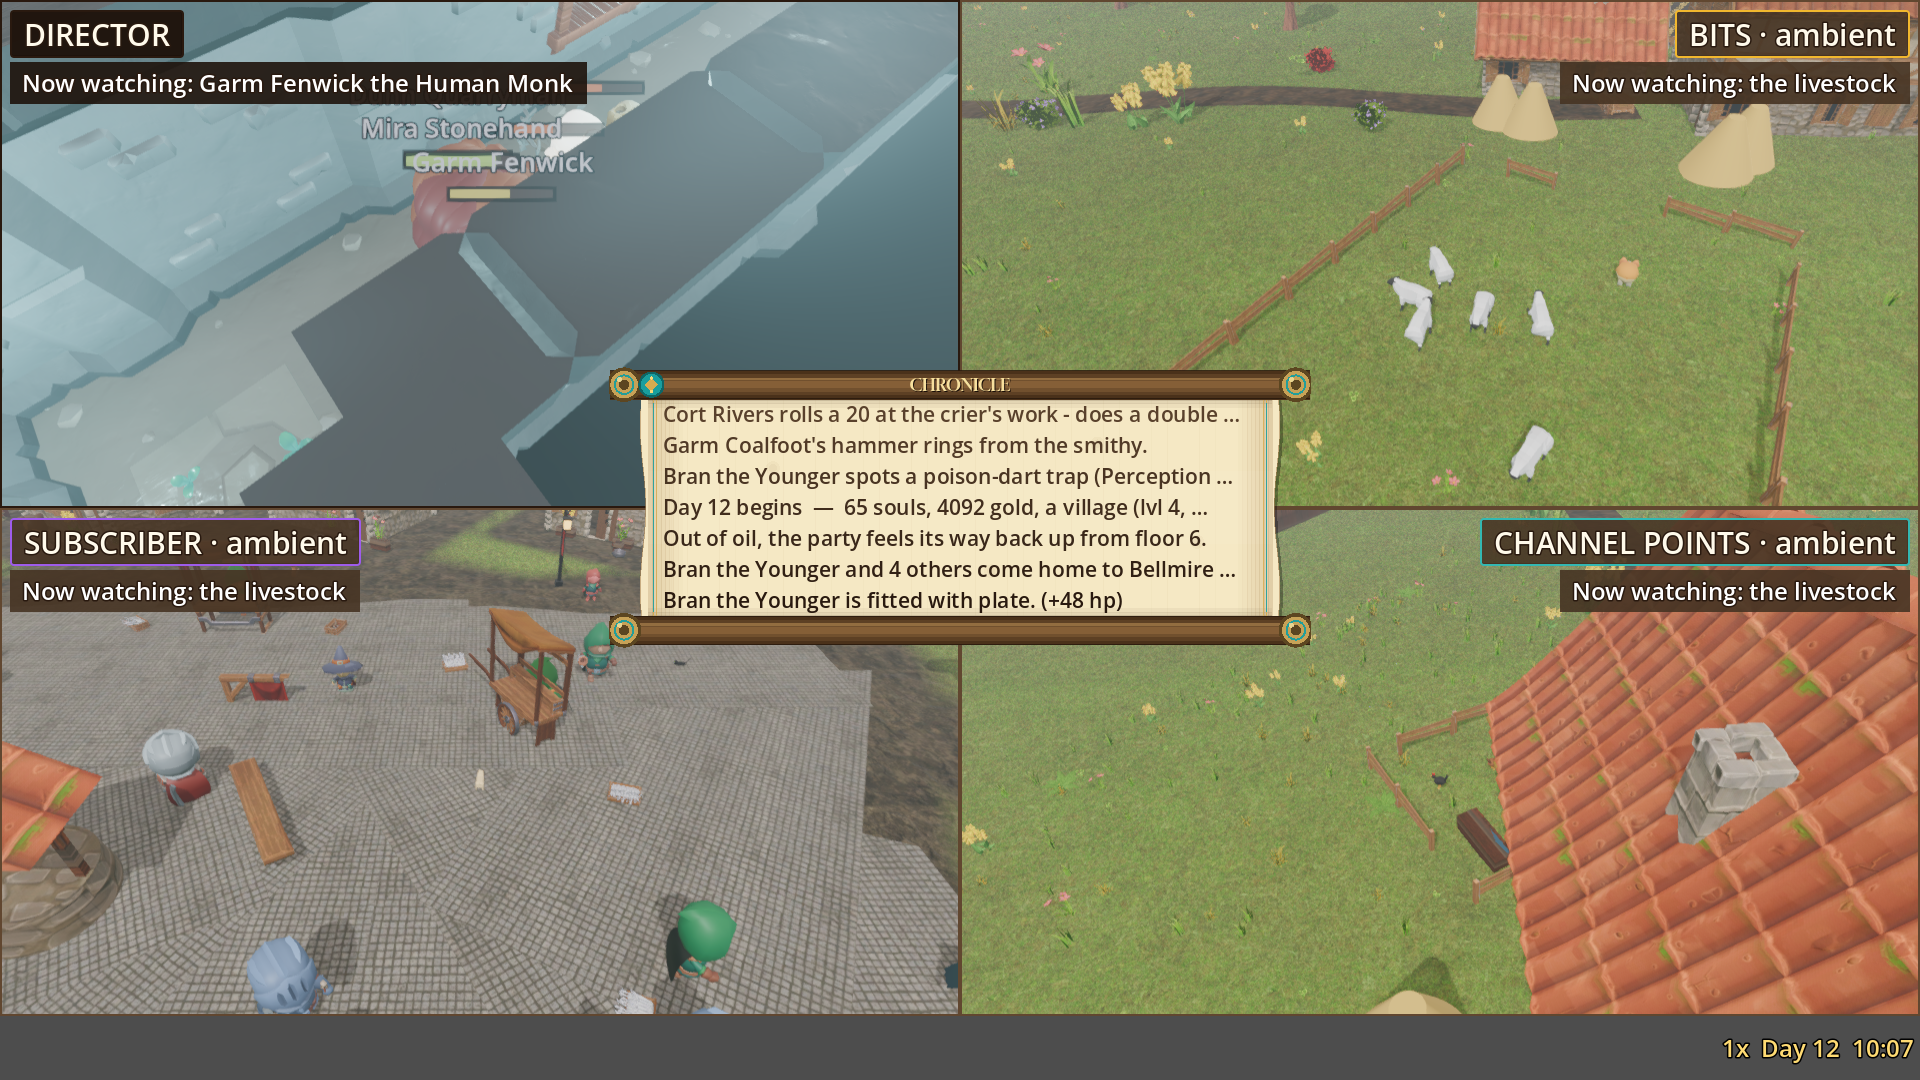 DIRECTOR
Now watching: Garm Fenwick the Human Monk
Mira Stonehand
Garm Fenwick
BITS · ambient
Now watching: the livestock
CHRONICLE
Cort Rivers rolls a 20 at the crier's work - does a double ...
Garm Coalfoot's hammer rings from the smithy.
Bran the Younger spots a poison-dart trap (Perception ...
Day 12 begins — 65 souls, 4092 gold, a village (lvl 4, ...
Out of oil, the party feels its way back up from floor 6.
Bran the Younger and 4 others come home to Bellmire ...
Bran the Younger is fitted with plate. (+48 hp)
SUBSCRIBER · ambient
Now watching: the livestock
CHANNEL POINTS · ambient
Now watching: the livestock
1x Day 12 10:07